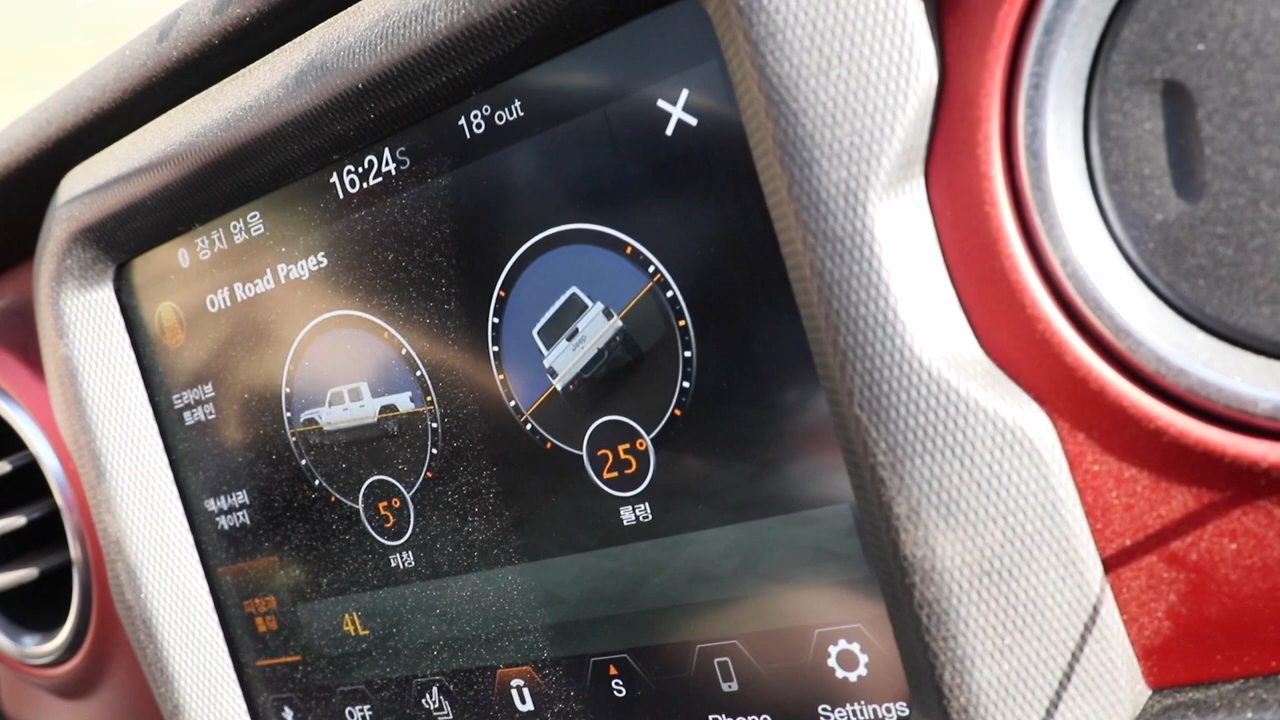 18°out
16:24 S
0 장치 없음
Off Road Pages
드라이브
트레인
Jeep
25°
롤링
액세서리
게이지
5°
피칭
피칭과
롤링
4L
OFF
S
Phone
Settings